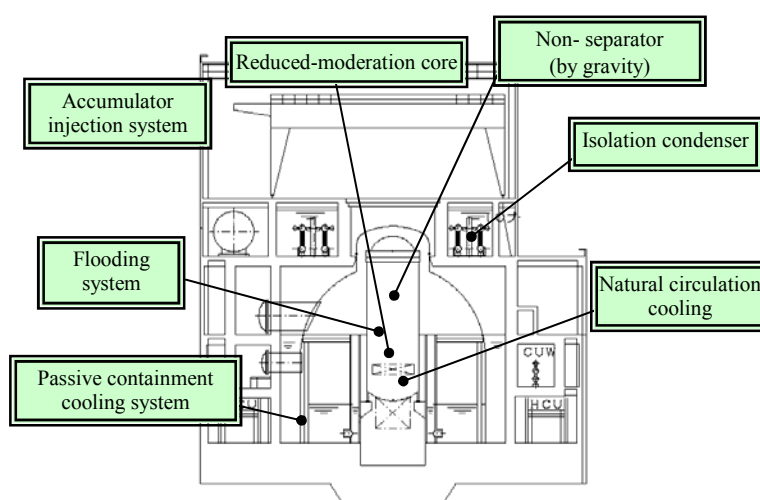 Reduced-moderation core
Non- separator
(by gravity)
Accumulator
injection system
Isolation condenser
Flooding
system
Natural circulation
cooling
Passive containment
cooling system
CUW
HCU
HCU